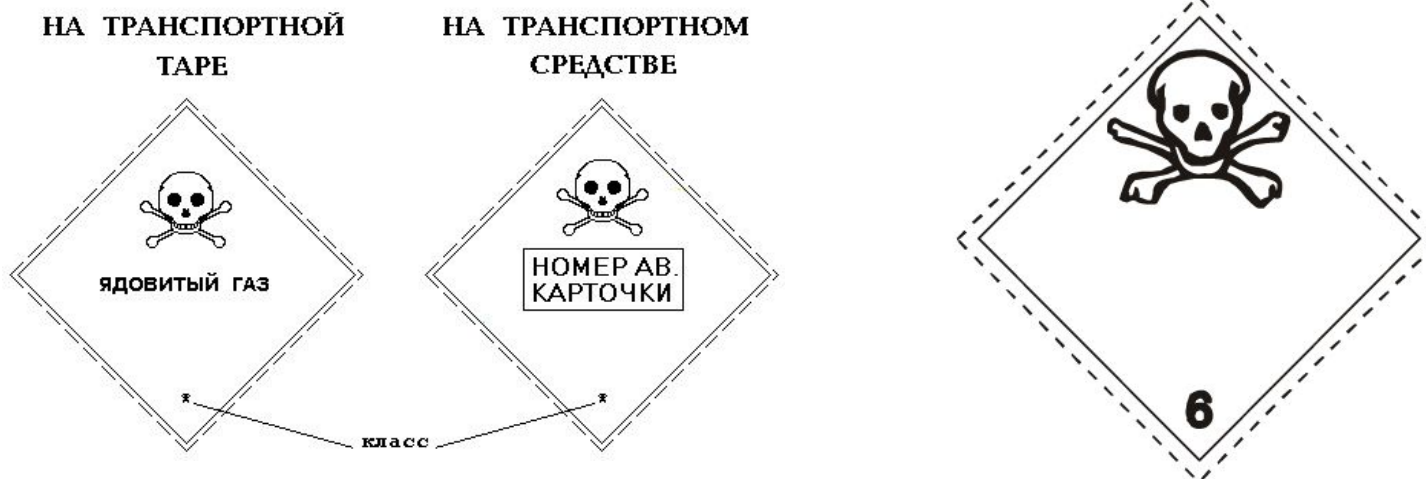 НА ТРАНСПОРТНОЙ
ТАРЕ
НА ТРАНСПОРТНОМ
СРЕДСТВЕ
ЯДОВИТЫЙ ГАЗ
*
НОМЕР АВ.
КАРТОЧКИ
*
класс
6